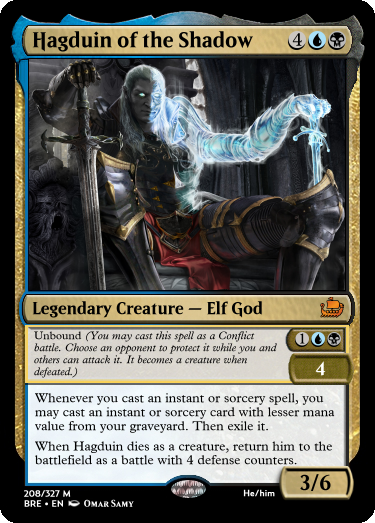 Hagduin of the Shadow 4
Legendary Creature — Elf God
Unbound (You may cast this spell as a Conflict
battle. Choose an opponent to protect it while you and
others can attack it. It becomes a creature when
defeated.)
1
4
Whenever you cast an instant or sorcery spell, you
may cast an instant or sorcery card with lesser mana
value from your graveyard. Then exile it.
When Hagduin dies as a creature, return him to the
battlefield as a battle with 4 defense counters.
3/6
208/327 M
He/him
BRE • EN Omar Samy